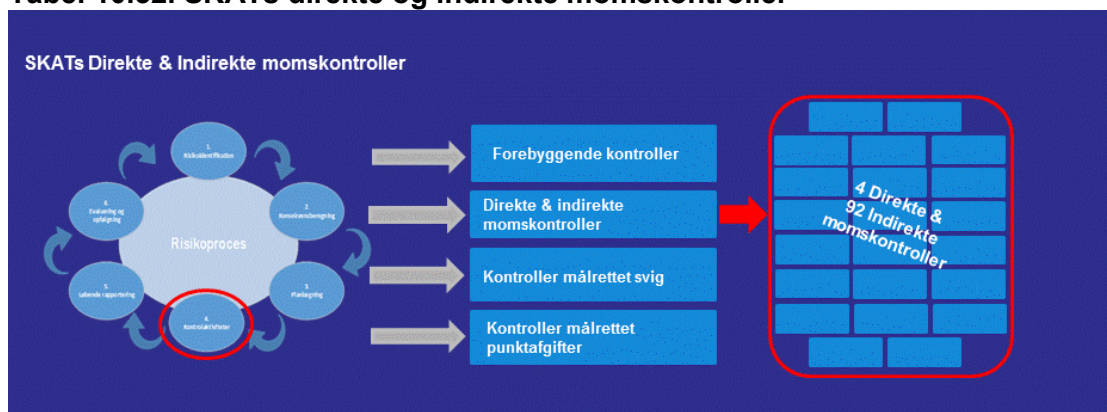 Tabel 10.32. SKATs direkte og indirekte momskontroller
SKATs Direkte & Indirekte momskontroller
1.
Risikoidentifikation
2.
Konsekvensberegning
3.
Planlægning
4.
Kontrolaktiviteter
5.
Løbende rapportering
6.
Evaluering og
opfølgning
Risikoproces
Forebyggende kontroller
Direkte & indirekte
momskontroller
Kontroller målrettet svig
Kontroller målrettet
punktafgifter
4 Direkte &
92 Indirekte
momskontroller